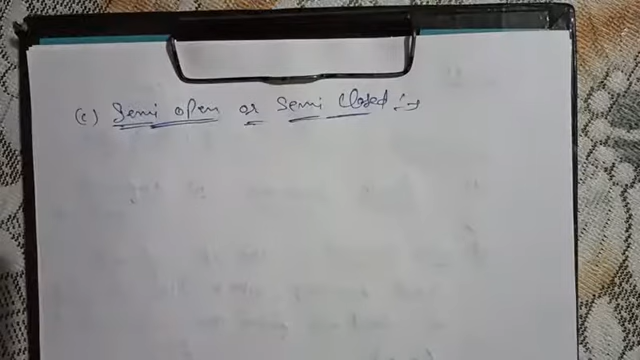 (c) Semi open or Semi Closed :→